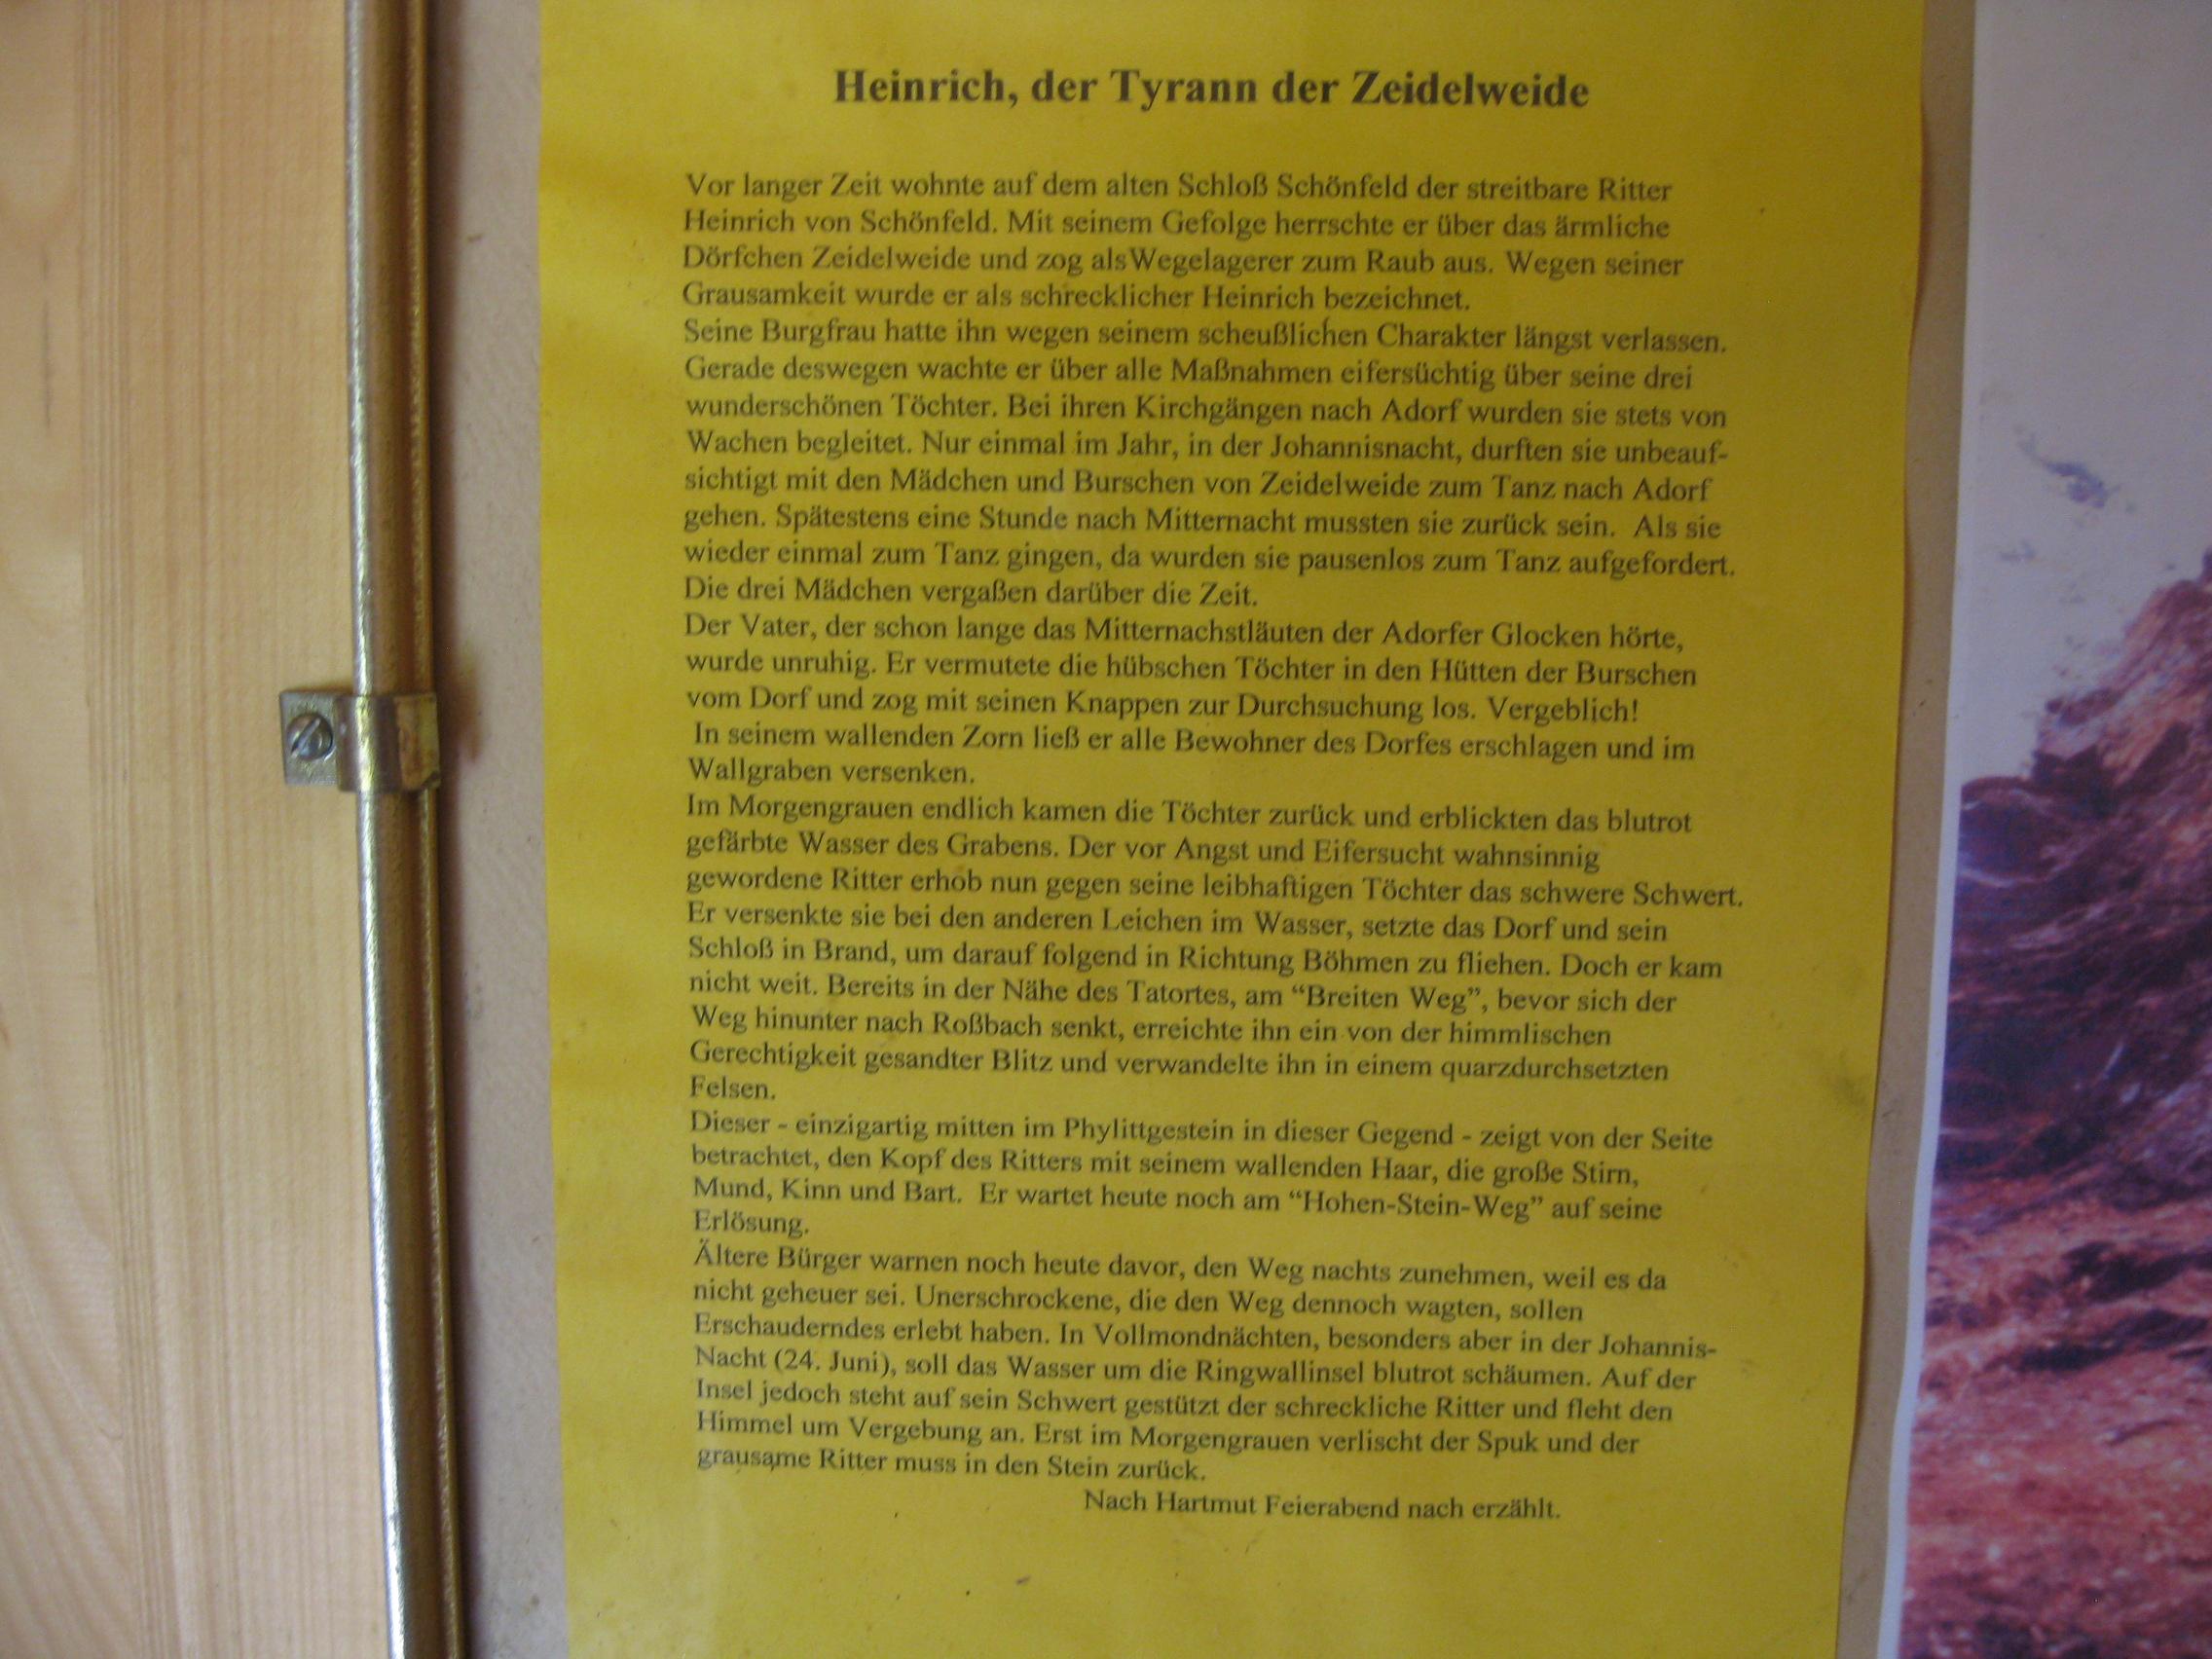 Heinrich, der Tyrann der Zeidelweide
Vor langer Zeit wohnte auf dem alten Schloß Schönfeld der streitbare Ritter
Heinrich von Schönfeld. Mit seinem Gefolge herrschte er über das ärmliche
Dörfchen Zeidelweide und zog alsWegelagerer zum Raub aus. Wegen seiner
Grausamkeit wurde er als schrecklicher Heinrich bezeichnet.
Seine Burgfrau hatte ihn wegen seinem scheußlichen Charakter längst verlassen.
Gerade deswegen wachte er über alle Maßnahmen eifersüchtig über seine drei
wunderschönen Töchter. Bei ihren Kirchgängen nach Adorf wurden sie stets von
Wachen begleitet. Nur einmal im Jahr, in der Johannisnacht, durften sie unbeauf-
sichtigt mit den Mädchen und Burschen von Zeidelweide zum Tanz nach Adorf
gehen. Spätestens eine Stunde nach Mitternacht mussten sie zurück sein. Als sie
wieder einmal zum Tanz gingen, da wurden sie pausenlos zum Tanz aufgefordert.
Die drei Mädchen vergaßen darüber die Zeit.
Der Vater, der schon lange das Mitternachstläuten der Adorfer Glocken hörte,
wurde unruhig. Er vermutete die hübschen Töchter in den Hütten der Burschen
vom Dorf und zog mit seinen Knappen zur Durchsuchung los. Vergeblich!
In seinem wallenden Zorn ließ er alle Bewohner des Dorfes erschlagen und im
Wallgraben versenken.
Im Morgengrauen endlich kamen die Töchter zurück und erblickten das blutrot
gefärbte Wasser des Grabens. Der vor Angst und Eifersucht wahnsinnig
gewordene Ritter erhob nun gegen seine leibhaftigen Töchter das schwere Schwert.
Er versenkte sie bei den anderen Leichen im Wasser, setzte das Dorf und sein
Schloß in Brand, um darauf folgend in Richtung Böhmen zu fliehen. Doch er kam
nicht weit. Bereits in der Nähe des Tatortes, am “Breiten Weg”, bevor sich der
Weg hinunter nach Roßbach senkt, erreichte ihn ein von der himmlischen
Gerechtigkeit gesandter Blitz und verwandelte ihn in einem quarzdurchsetzten
Felsen.
Dieser - einzigartig mitten im Phylittgestein in dieser Gegend - zeigt von der Seite
betrachtet, den Kopf des Ritters mit seinem wallenden Haar, die große Stirn,
Mund, Kinn und Bart. Er wartet heute noch am “Hohen-Stein-Weg” auf seine
Erlösung.
Ältere Bürger warnen noch heute davor, den Weg nachts zunehmen, weil es da
nicht geheuer sei. Unerschrockene, die den Weg dennoch wagten, sollen
Erschauderndes erlebt haben. In Vollmondnächten, besonders aber in der Johannis-
Nacht (24. Juni), soll das Wasser um die Ringwallinsel blutrot schäumen. Auf der
Insel jedoch steht auf sein Schwert gestützt der schreckliche Ritter und fleht den
Himmel um Vergebung an. Erst im Morgengrauen verlischt der Spuk und der
grausame Ritter muss in den Stein zurück.
Nach Hartmut Feierabend nach erzählt.